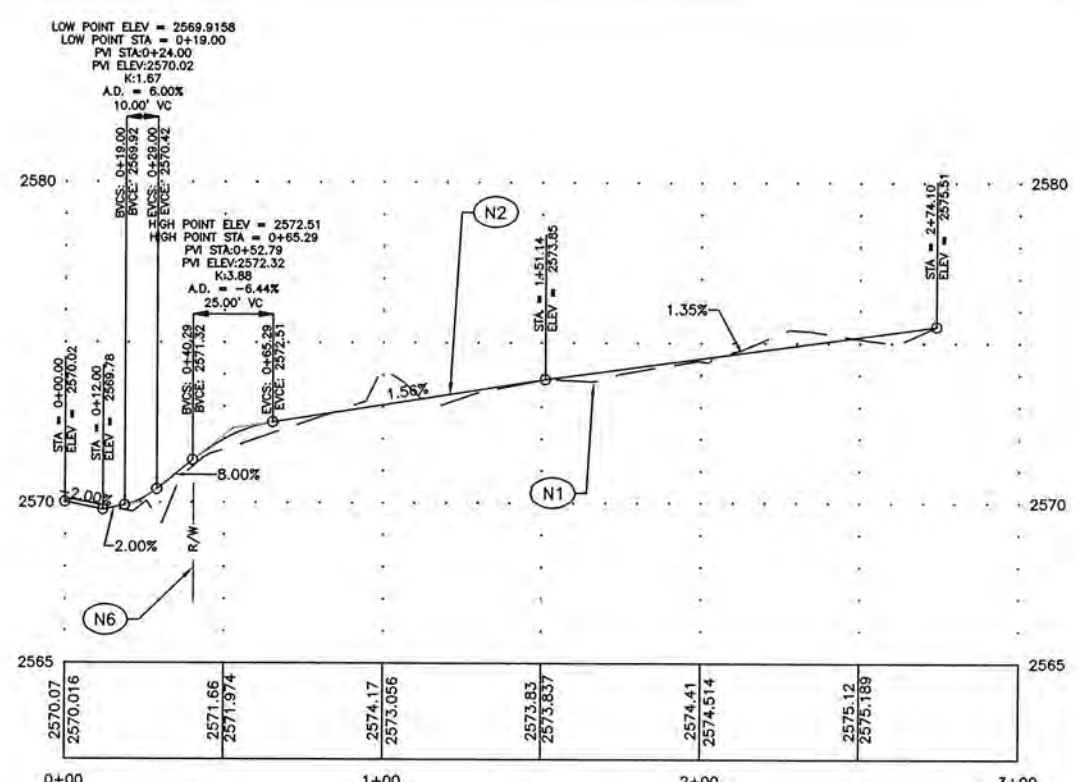 LOW POINT ELEV = 2569.9158
LOW POINT STA = 0+19.00
PVI STA:0+24.00
PVI ELEV:2570.02
K:1.67
A.D. = 6.00%
10.00' VC
BVCS: 0+19.00
BVCE: 2569.92
EVCS: 0+29.00
EVCE: 2570.42
HIGH POINT ELEV = 2572.51
HIGH POINT STA = 0+65.29
PVI STA:0+52.79
PVI ELEV:2572.32
K:3.88
A.D. = -6.44%
25.00' VC
BVCS: 0+40.29
BVCE: 2571.32
EVCS: 0+65.29
EVCE: 2572.51
2580
2580
N2
STA = 1+51.14
ELEV = 2573.85
STA = 2+74.10
ELEV = 2575.51
1.35%
STA = 0+00.00
ELEV = 2570.02
STA = 0+12.00
ELEV = 2569.78
1.56%
8.00%
N1
2570
-2.00%
2570
2.00%
R/W
N6
2565
2565
2570.07
2570.016
2571.66
2571.974
2574.17
2573.056
2573.83
2573.837
2574.41
2574.514
2575.12
2575.189
0+00
1+00
2+00
3+00